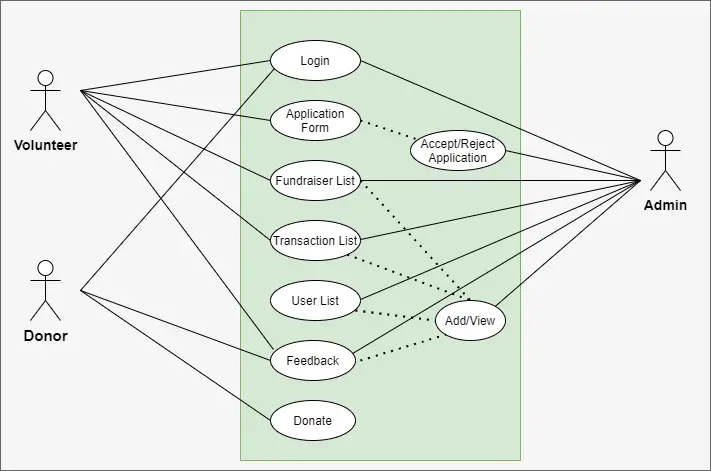 Login
Application
Form
Accept/Reject
Application
Volunteer
Fundraiser List
Admin
Transaction List
User List
Add/View
Donor
Feedback
Donate